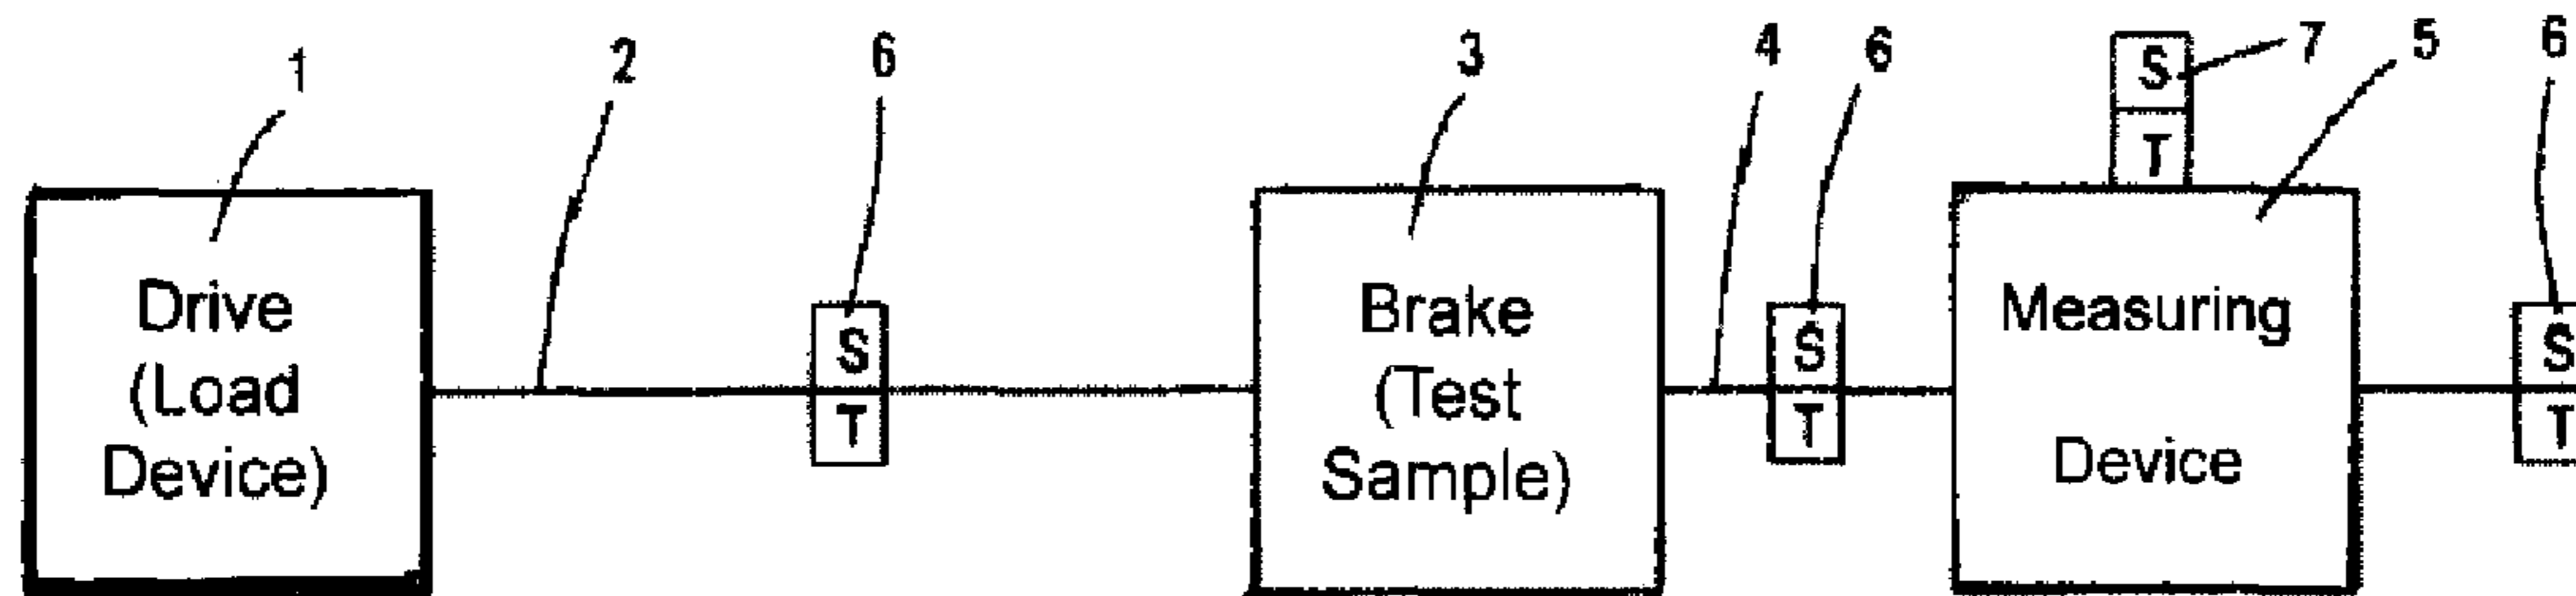 1
2
6
3
4
6
7
5
6
S
T
Drive
(Load
Device)
S
T
Brake
(Test
Sample)
S
T
Measuring
Device
S
T